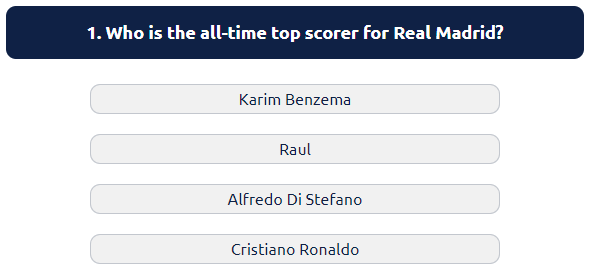 1. Who is the all-time top scorer for Real Madrid?
Karim Benzema
Raul
Alfredo Di Stefano
Cristiano Ronaldo